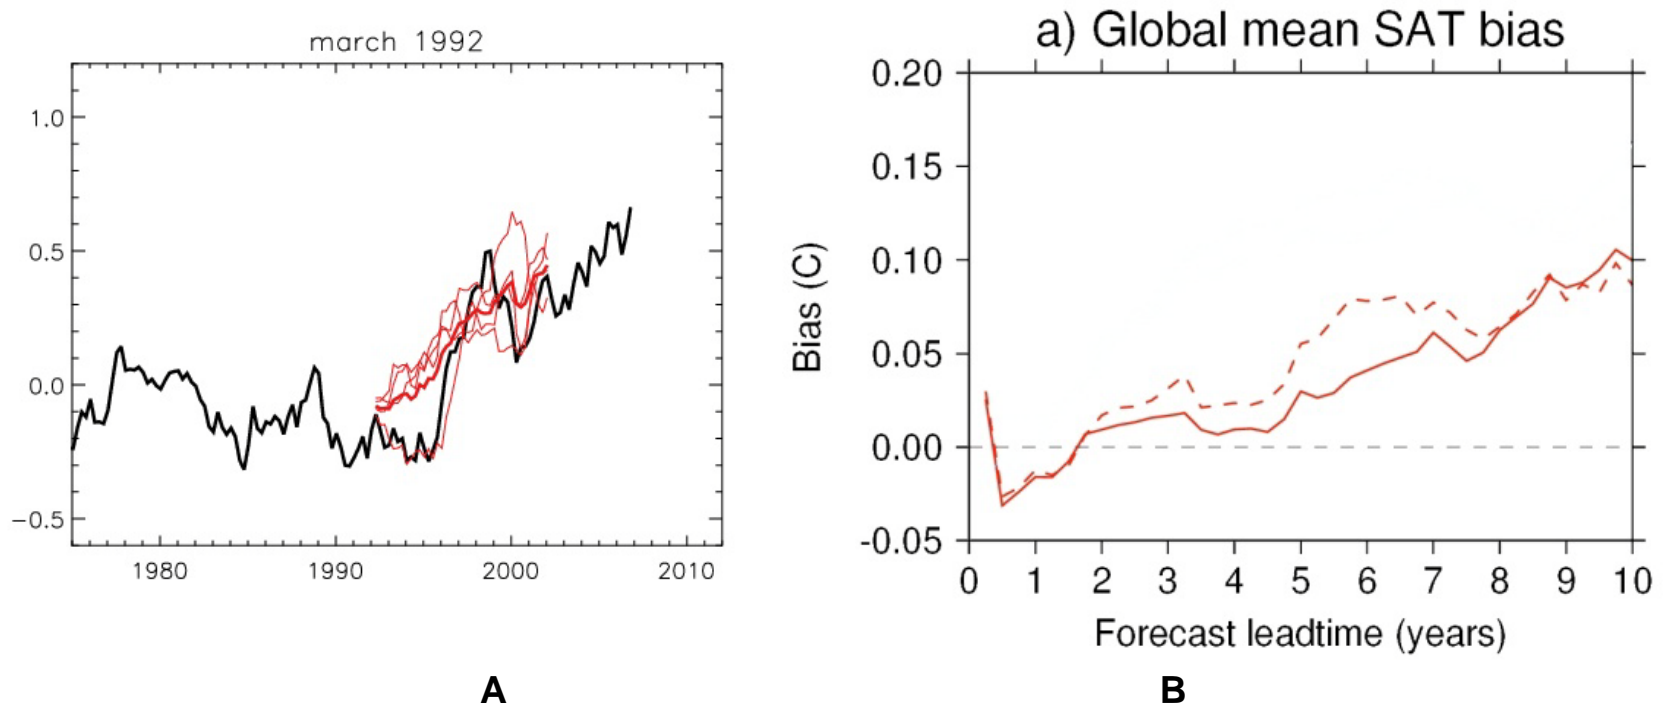 march 1992
1.0
0.5
0.0
−0.5
1980 1990 2000 2010
A
a) Global mean SAT bias
0.20
0.15
0.10
0.05
0.00
-0.05
Bias (C)
0 1 2 3 4 5 6 7 8 9 10
Forecast leadtime (years)
B